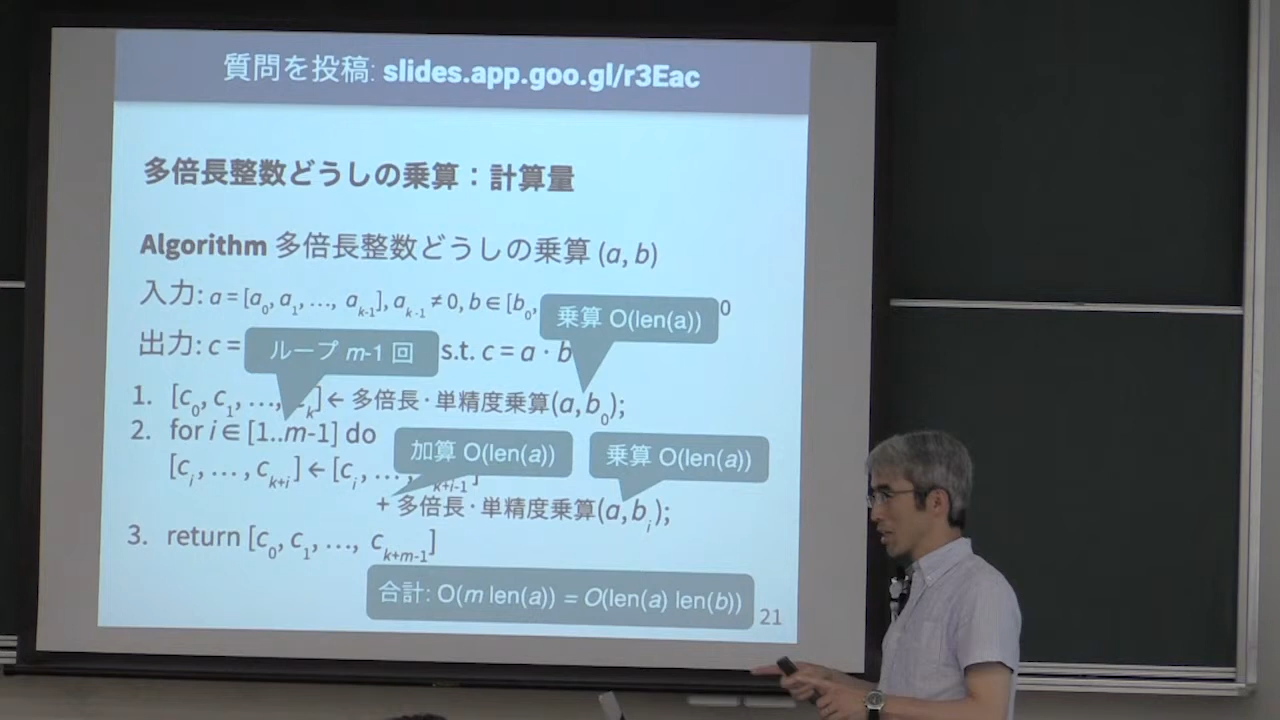 質問を投稿: slides.app.goo.gl/r3Eac
多倍長整数どうしの乗算：計算量
Algorithm 多倍長整数どうしの乗算 (a, b)
入力: a = [a0, a1, …, ak-1], ak-1 ≠ 0, b ∈ [b0, 0
乗算 O(len(a))
出力: c = s.t. c = a · b
ループ m-1 回
1. [c0, c1, …, ck] ← 多倍長·単精度乗算(a, b0);
2. for i ∈ [1..m-1] do
加算 O(len(a))
乗算 O(len(a))
[ci, … , ck+i] ← [ci, … , ck+i-1]
+ 多倍長·単精度乗算(a, bi);
3. return [c0, c1, …, ck+m-1]
合計: O(m len(a)) = O(len(a) len(b))
21